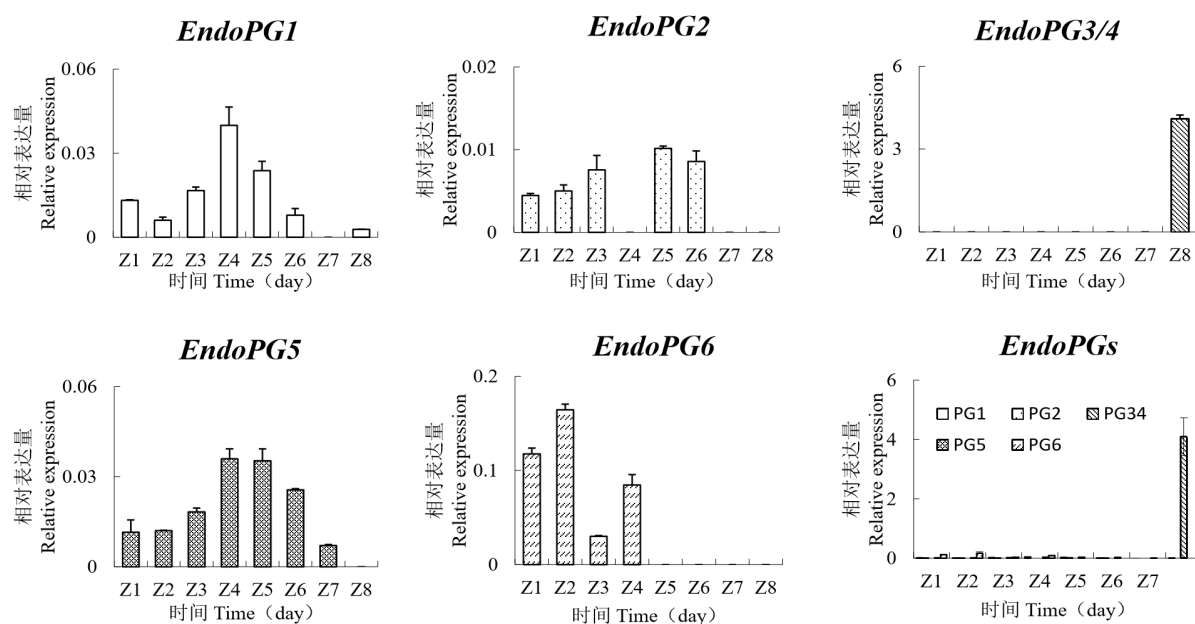 EndoPG1
0.06
0.03
0
相对表达量
Relative expression
Z1 Z2 Z3 Z4 Z5 Z6 Z7 Z8
时间 Time（day）
EndoPG2
0.02
0.01
0
相对表达量
Relative expression
Z1 Z2 Z3 Z4 Z5 Z6 Z7 Z8
时间 Time（day）
EndoPG3/4
6
3
0
相对表达量
Relative expression
Z1 Z2 Z3 Z4 Z5 Z6 Z7 Z8
时间 Time（day）
EndoPG5
0.06
0.03
0
相对表达量
Relative expression
Z1 Z2 Z3 Z4 Z5 Z6 Z7 Z8
时间 Time（day）
EndoPG6
0.2
0.1
0
相对表达量
Relative expression
Z1 Z2 Z3 Z4 Z5 Z6 Z7 Z8
时间 Time（day）
EndoPGs
6
4
2
0
相对表达量
Relative expression
PG1 PG2 PG34
PG5 PG6
Z1 Z2 Z3 Z4 Z5 Z6 Z7
时间 Time（day）